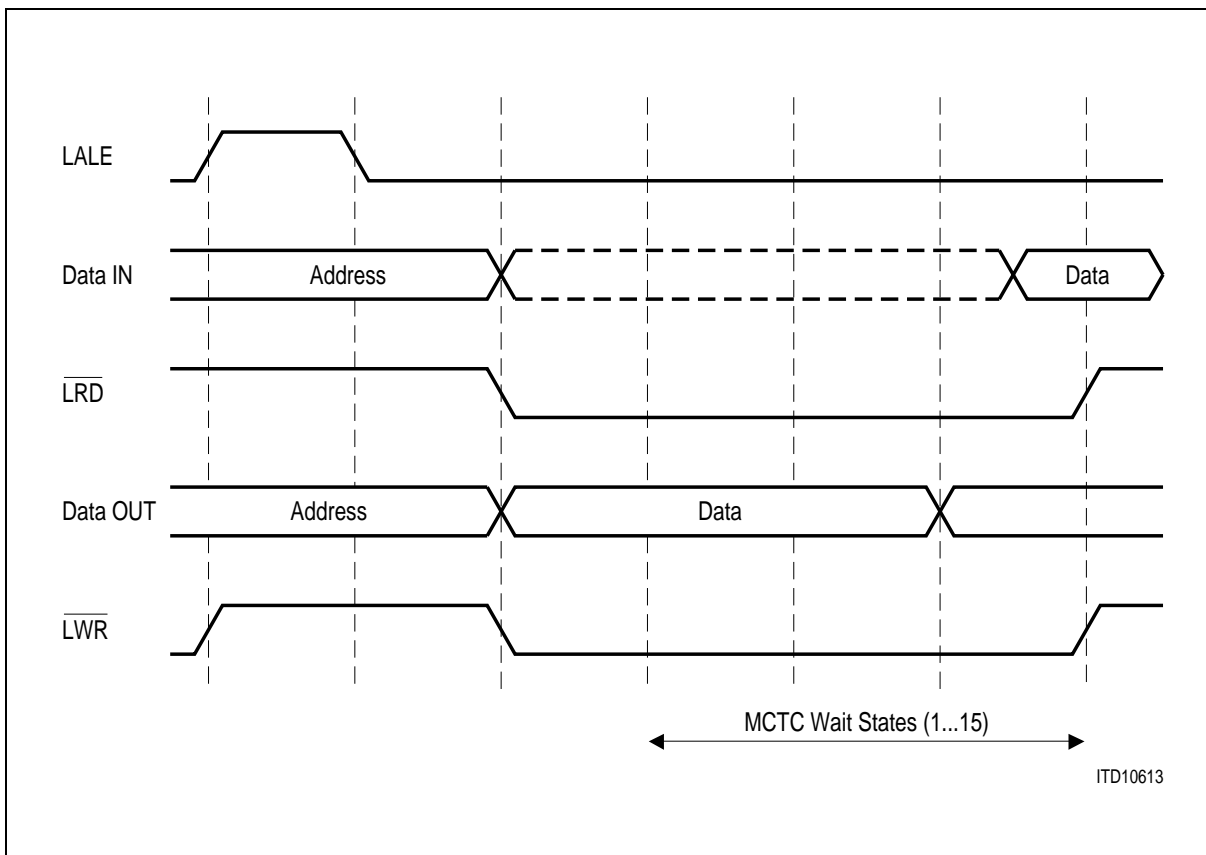 LALE
Data IN Address Data
LRD
Data OUT Address Data
LWR
MCTC Wait States (1...15)
ITD10613